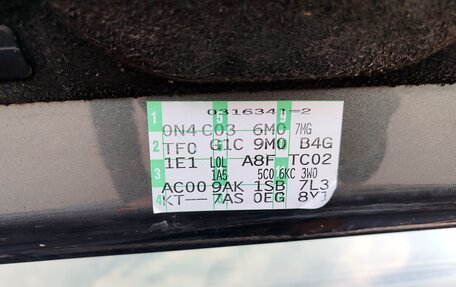 0316341-2
1 5 9
0N4 C03 6M0 7MG
2 TF0 G1C 9M0 B4G
1E1 L0L A8F TC02
3 1A5 5C0 6KC 3W0
AC00 9AK 1SB 7L3
4 KT-- 7AS 0EG 8Y1